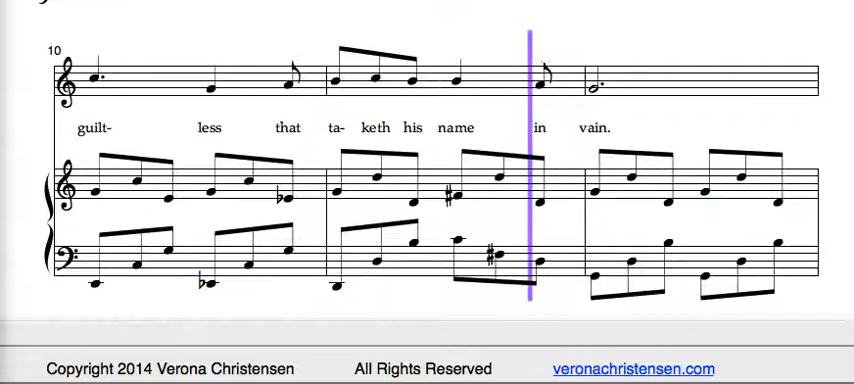 10
guilt- less that ta- keth his name in vain.
Copyright 2014 Verona Christensen All Rights Reserved veronachristensen.com